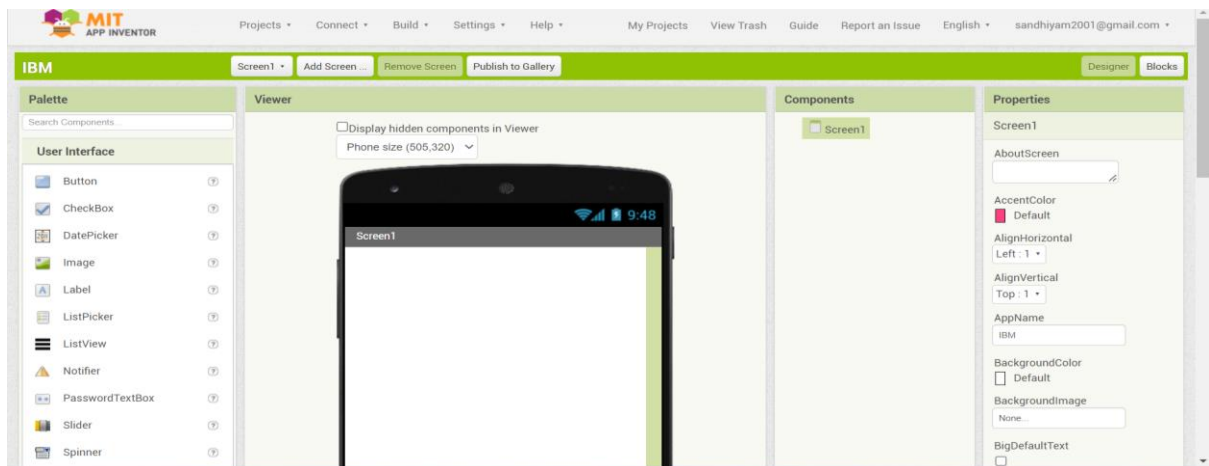 MIT
APP INVENTOR
Projects
Connect
Build
Settings
Help
My Projects
View Trash
Guide
Report an Issue
English
sandhiyam2001@gmail.com
IBM
Screen1
Add Screen ...
Remove Screen
Publish to Gallery
Designer
Blocks
Palette
Search Components...
User Interface
Button
CheckBox
DatePicker
Image
Label
ListPicker
ListView
Notifier
PasswordTextBox
Slider
Spinner
Viewer
Display hidden components in Viewer
Phone size (505,320)
9:48
Screen1
Components
Screen1
Properties
Screen1
AboutScreen
AccentColor
Default
AlignHorizontal
Left : 1
AlignVertical
Top : 1
AppName
IBM
BackgroundColor
Default
BackgroundImage
None...
BigDefaultText